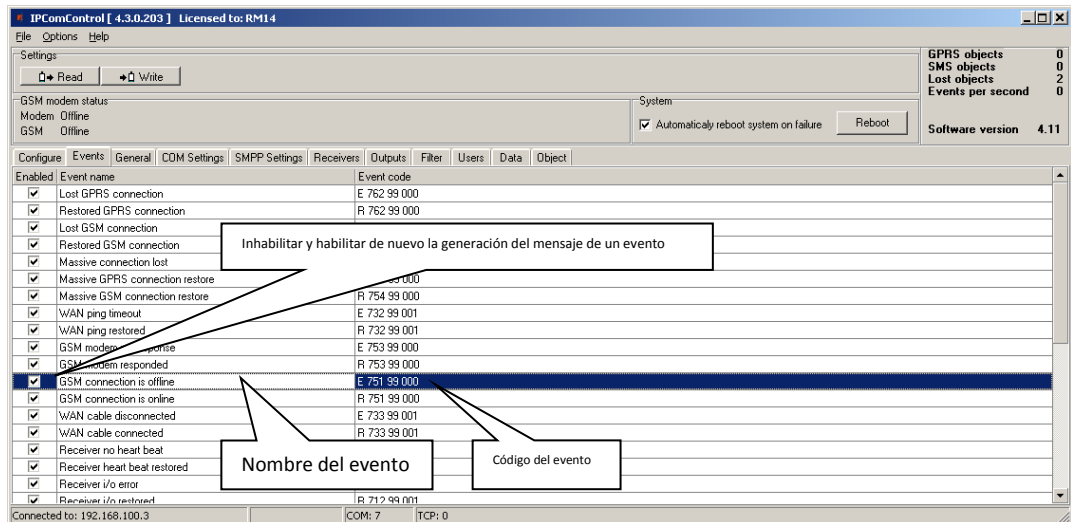 IPComControl [ 4.3.0.203 ] Licensed to: RM14
File Options Help
Settings
Read Write
GPRS objects 0
SMS objects 0
Lost objects 2
Events per second 0
Software version 4.11
GSM modem status
Modem Offline
GSM Offline
System
Automaticaly reboot system on failure Reboot
Configure Events General COM Settings SMPP Settings Receivers Outputs Filter Users Data Object
Enabled Event name Event code
Lost GPRS connection E 762 99 000
Restored GPRS connection R 762 99 000
Lost GSM connection
Restored GSM connection
Inhabilitar y habilitar de nuevo la generación del mensaje de un evento
Massive connection lost
Massive GPRS connection restore
Massive GSM connection restore R 754 99 000
WAN ping timeout E 732 99 001
WAN ping restored R 732 99 001
GSM modem E 753 99 000
GSM modem responded R 753 99 000
GSM connection is offline E 751 99 000
GSM connection is online R 751 99 000
WAN cable disconnected E 733 99 001
WAN cable connected R 733 99 001
Receiver no heart beat
Receiver heart beat restored
Nombre del evento
Código del evento
Receiver i/o error
Receiver i/o restored R 712 99 001
Connected to: 192.168.100.3 COM: 7 TCP: 0